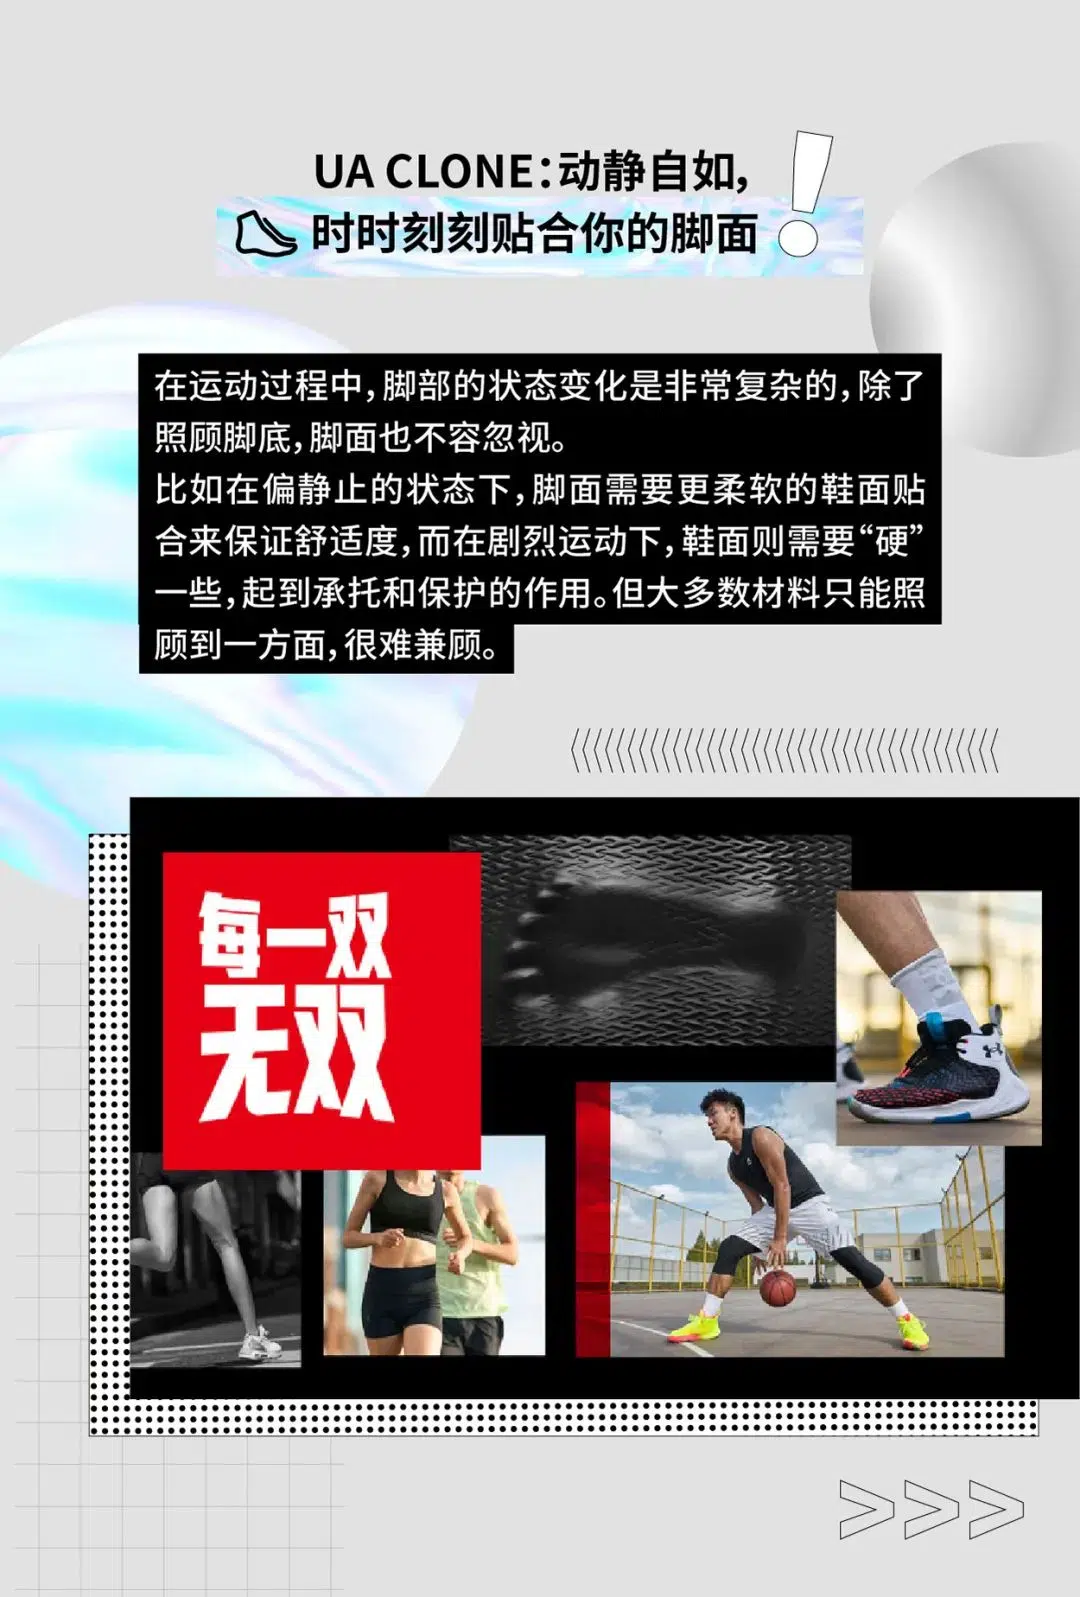 UA CLONE：动静自如，
时时刻刻贴合你的脚面
！
在运动过程中，脚部的状态变化是非常复杂的，除了
照顾脚底，脚面也不容忽视。
比如在偏静止的状态下，脚面需要更柔软的鞋面贴
合来保证舒适度，而在剧烈运动下，鞋面则需要“硬”
一些，起到承托和保护的作用。但大多数材料只能照
顾到一方面，很难兼顾。
每一双
无双